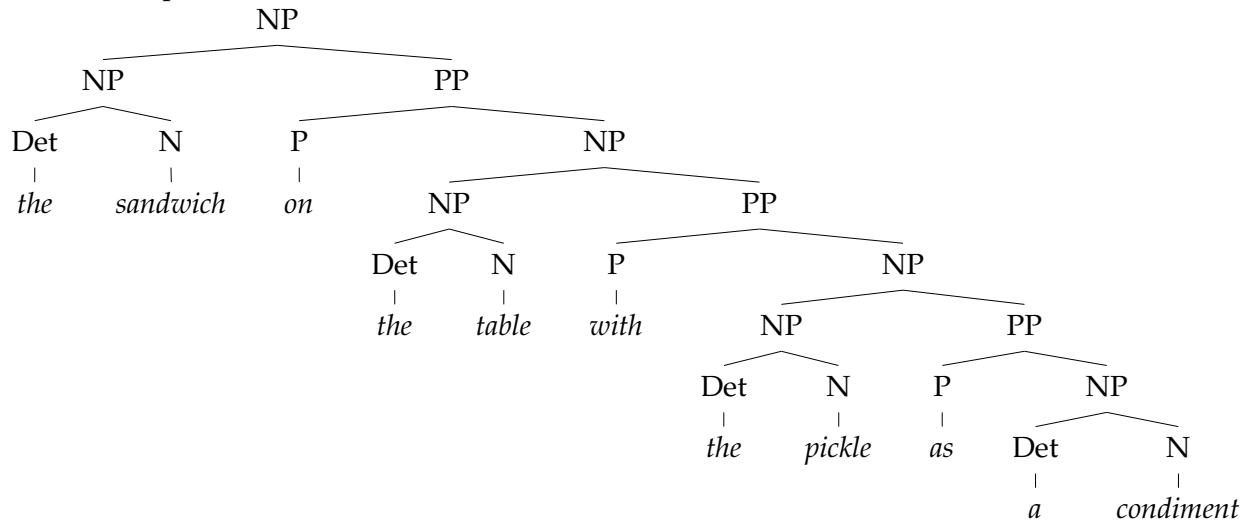 NP
NP PP
Det N P NP
the sandwich on NP PP
Det N P NP
the table with NP PP
Det N P NP
the pickle as Det N
a condiment